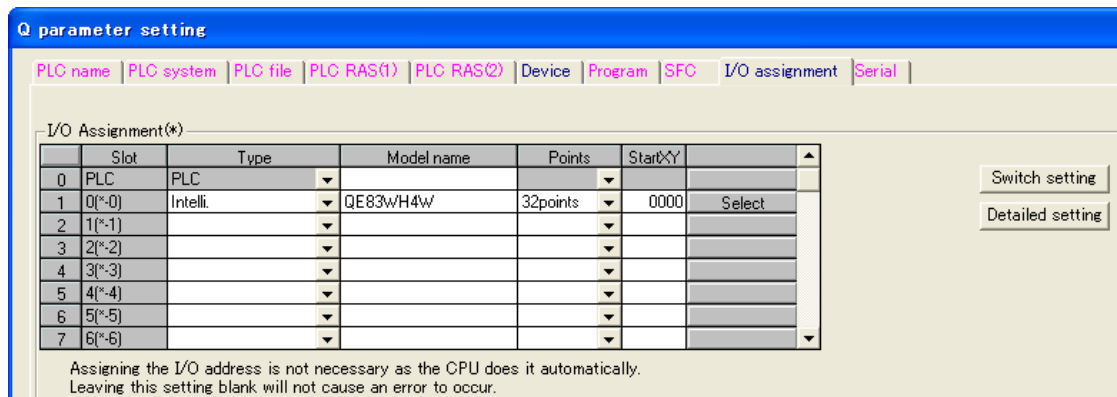 Q parameter setting
PLC name PLC system PLC file PLC RAS(1) PLC RAS(2) Device Program SFC I/O assignment Serial
I/O Assignment(*)
Slot Type Model name Points StartXY
0 PLC PLC
1 0(*-0) Intelli. QE83WH4W 32points 0000 Select
2 1(*-1)
3 2(*-2)
4 3(*-3)
5 4(*-4)
6 5(*-5)
7 6(*-6)
Switch setting
Detailed setting
Assigning the I/O address is not necessary as the CPU does it automatically.
Leaving this setting blank will not cause an error to occur.